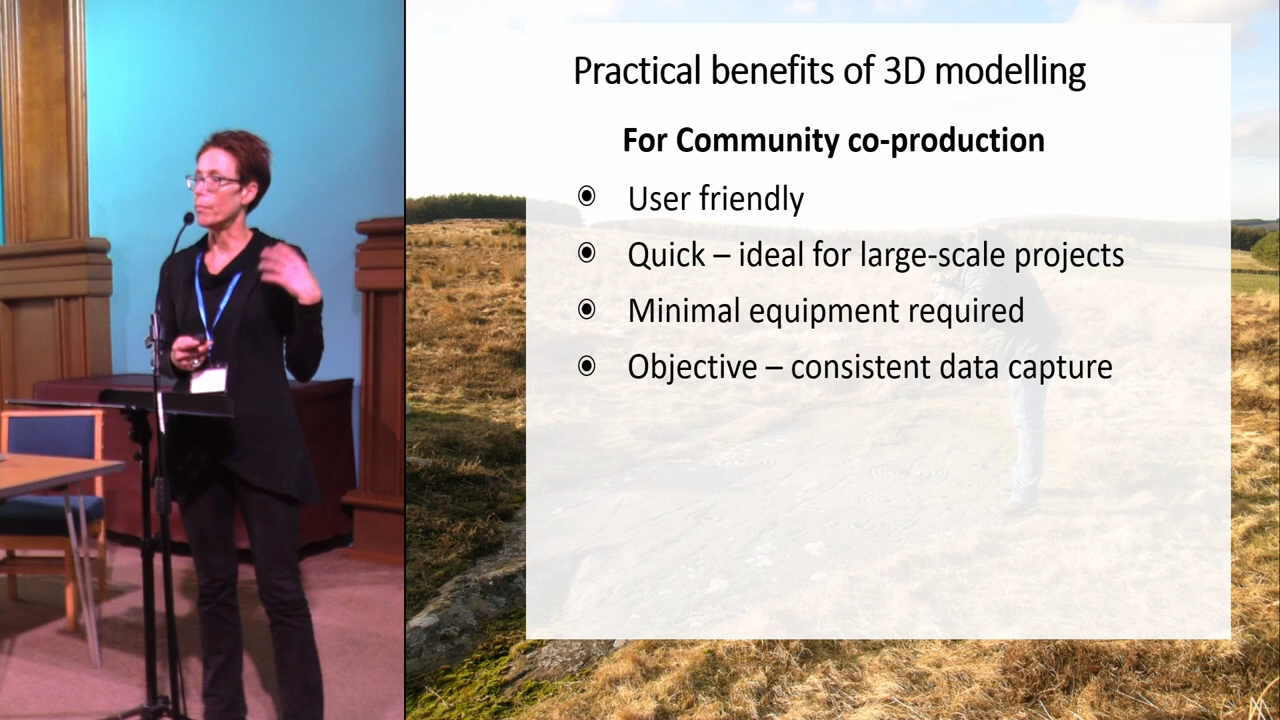 Practical benefits of 3D modelling
For Community co-production
User friendly
Quick – ideal for large-scale projects
Minimal equipment required
Objective – consistent data capture